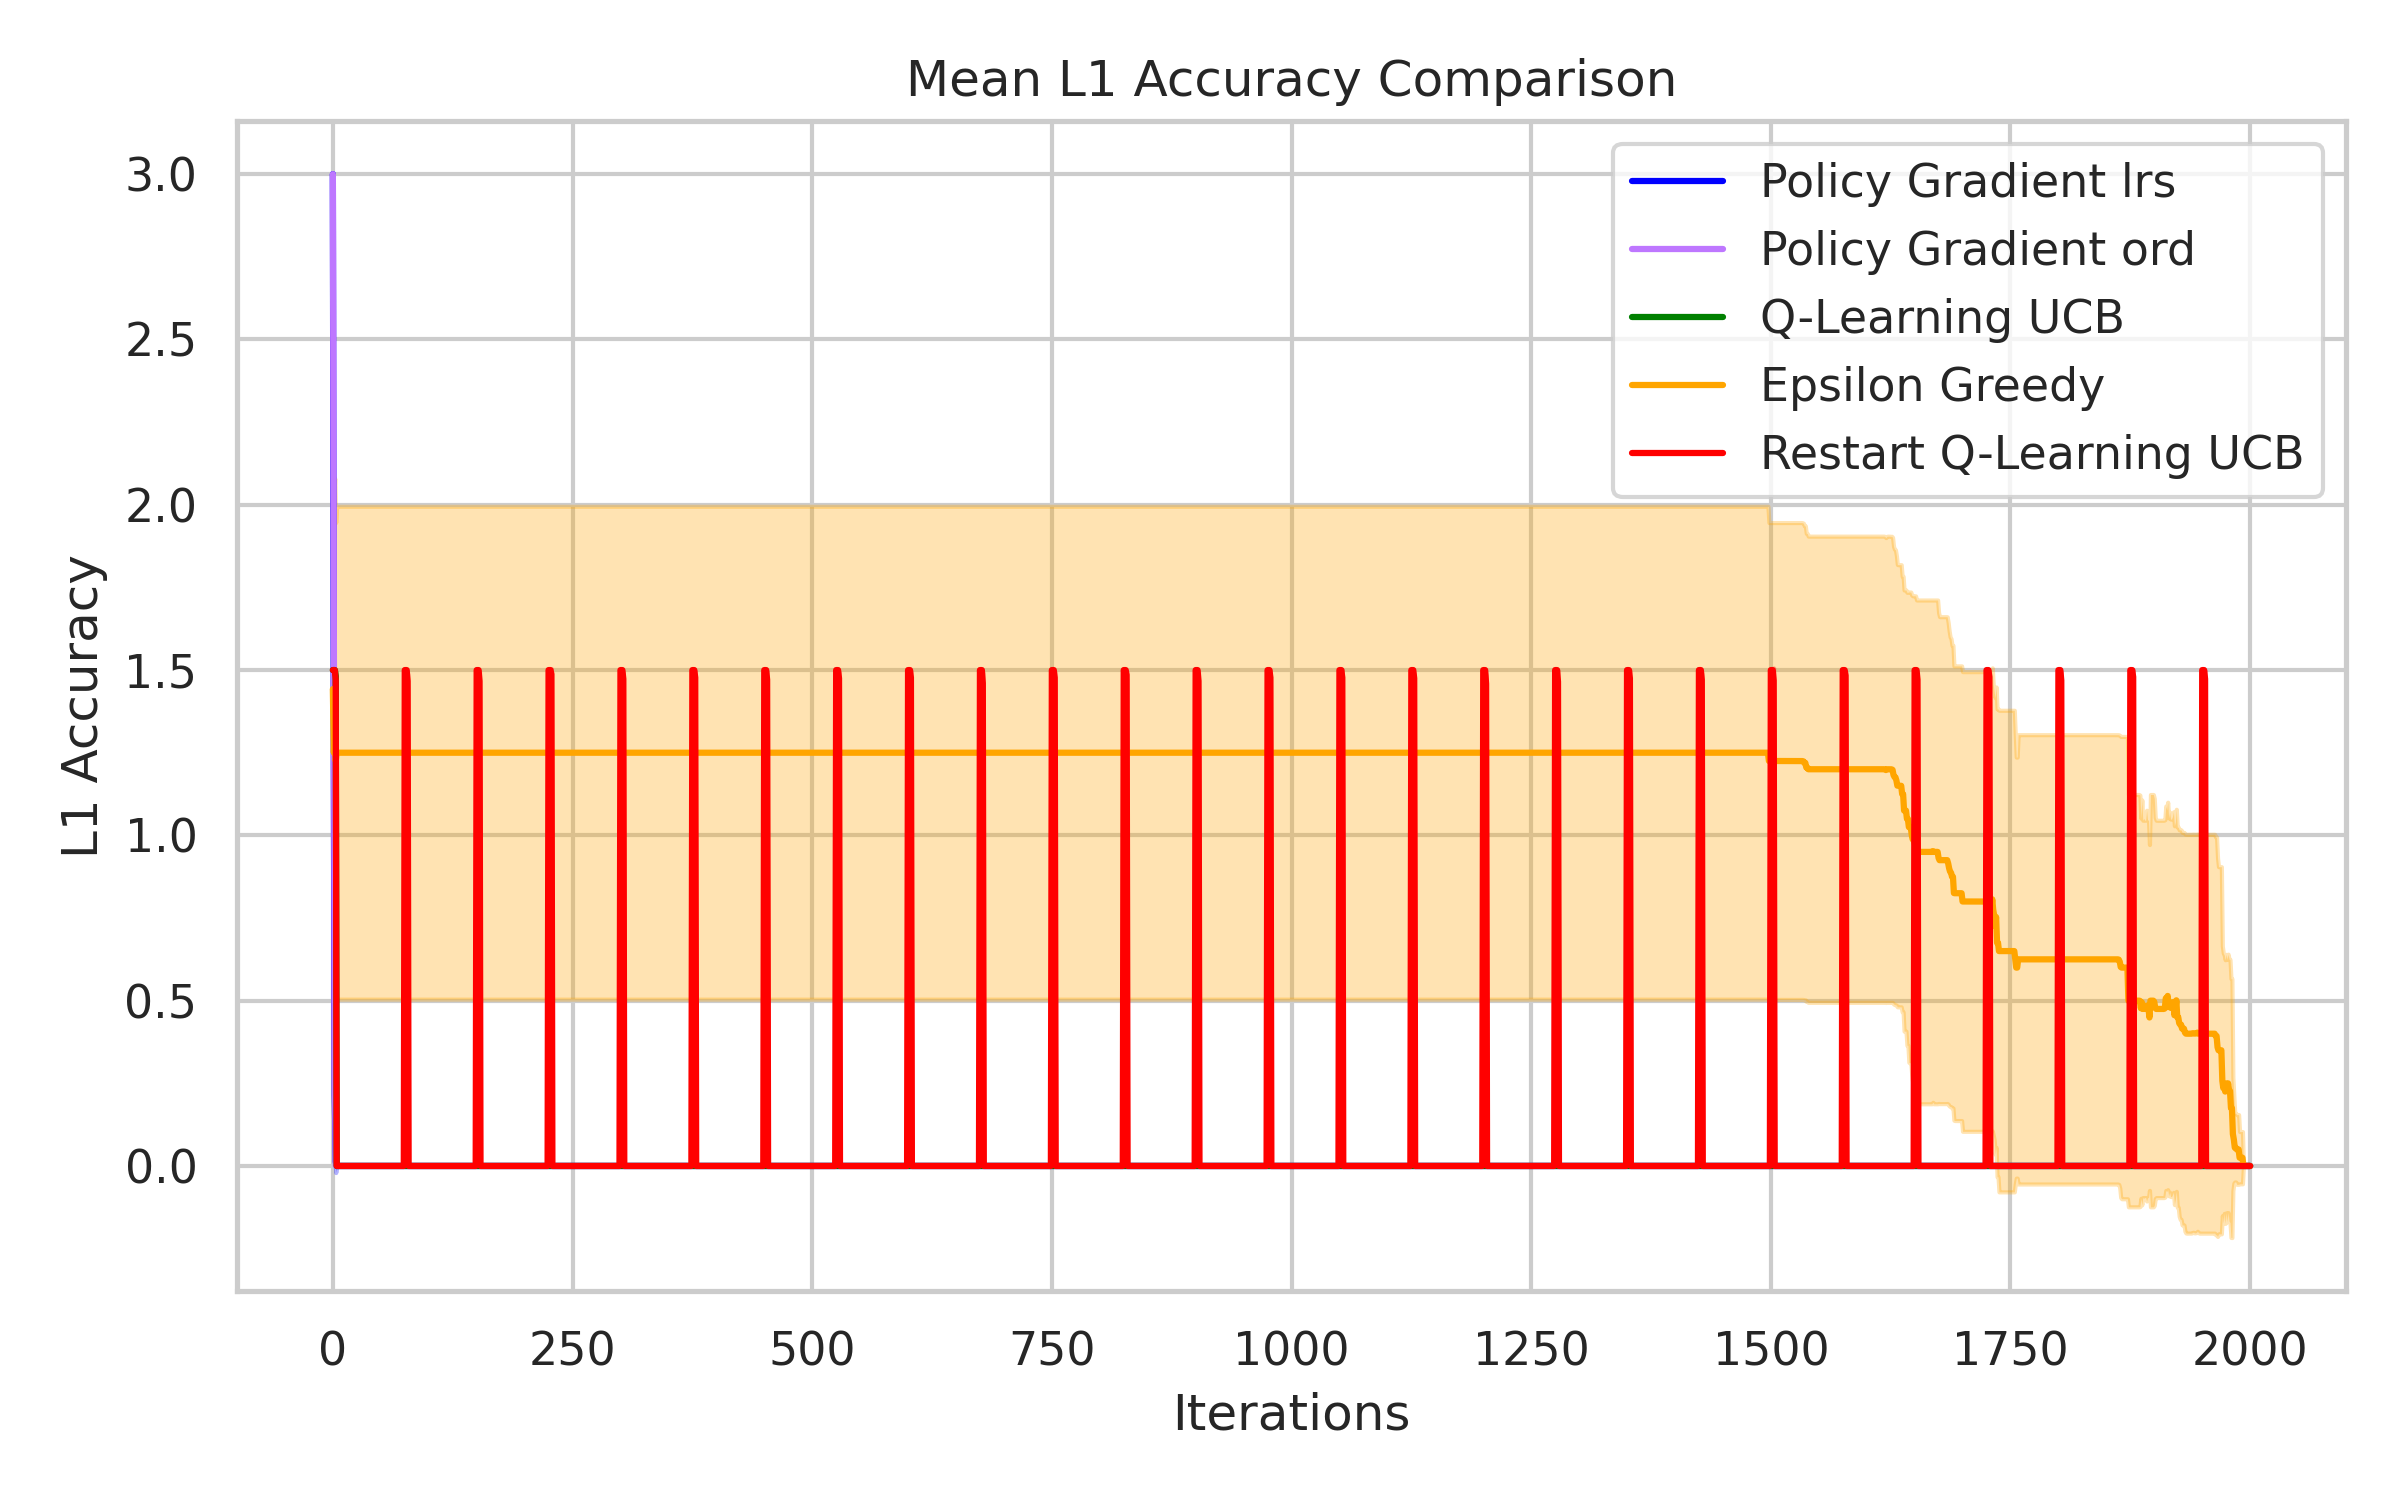 Mean L1 Accuracy Comparison
3.0
2.5
2.0
1.5
1.0
0.5
0.0
L1 Accuracy
Policy Gradient lrs
Policy Gradient ord
Q-Learning UCB
Epsilon Greedy
Restart Q-Learning UCB
0 250 500 750 1000 1250 1500 1750 2000
Iterations